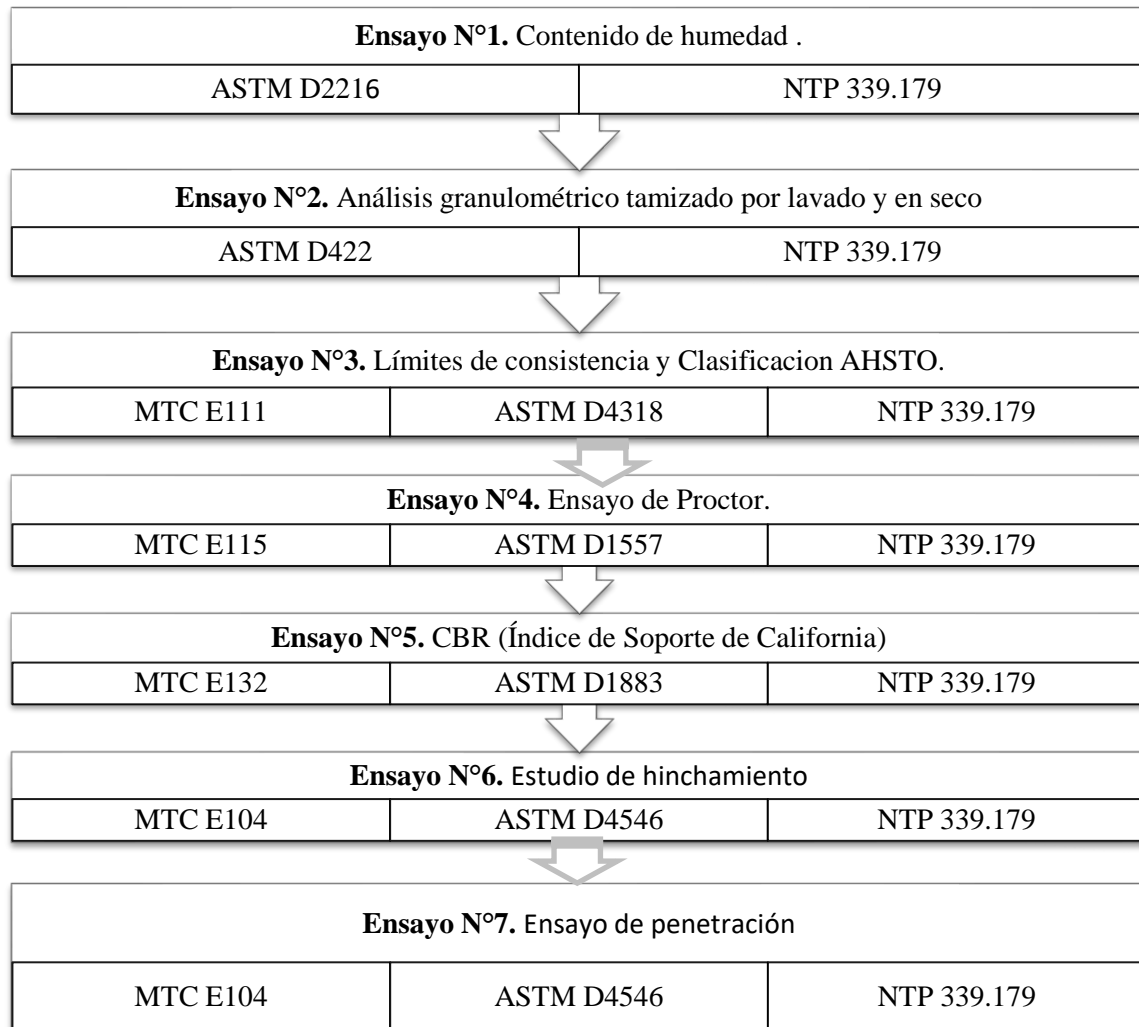 Ensayo N°1. Contenido de humedad .
ASTM D2216 NTP 339.179
Ensayo N°2. Análisis granulométrico tamizado por lavado y en seco
ASTM D422 NTP 339.179
Ensayo N°3. Límites de consistencia y Clasificacion AHSTO.
MTC E111 ASTM D4318 NTP 339.179
Ensayo N°4. Ensayo de Proctor.
MTC E115 ASTM D1557 NTP 339.179
Ensayo N°5. CBR (Índice de Soporte de California)
MTC E132 ASTM D1883 NTP 339.179
Ensayo N°6. Estudio de hinchamiento
MTC E104 ASTM D4546 NTP 339.179
Ensayo N°7. Ensayo de penetración
MTC E104 ASTM D4546 NTP 339.179